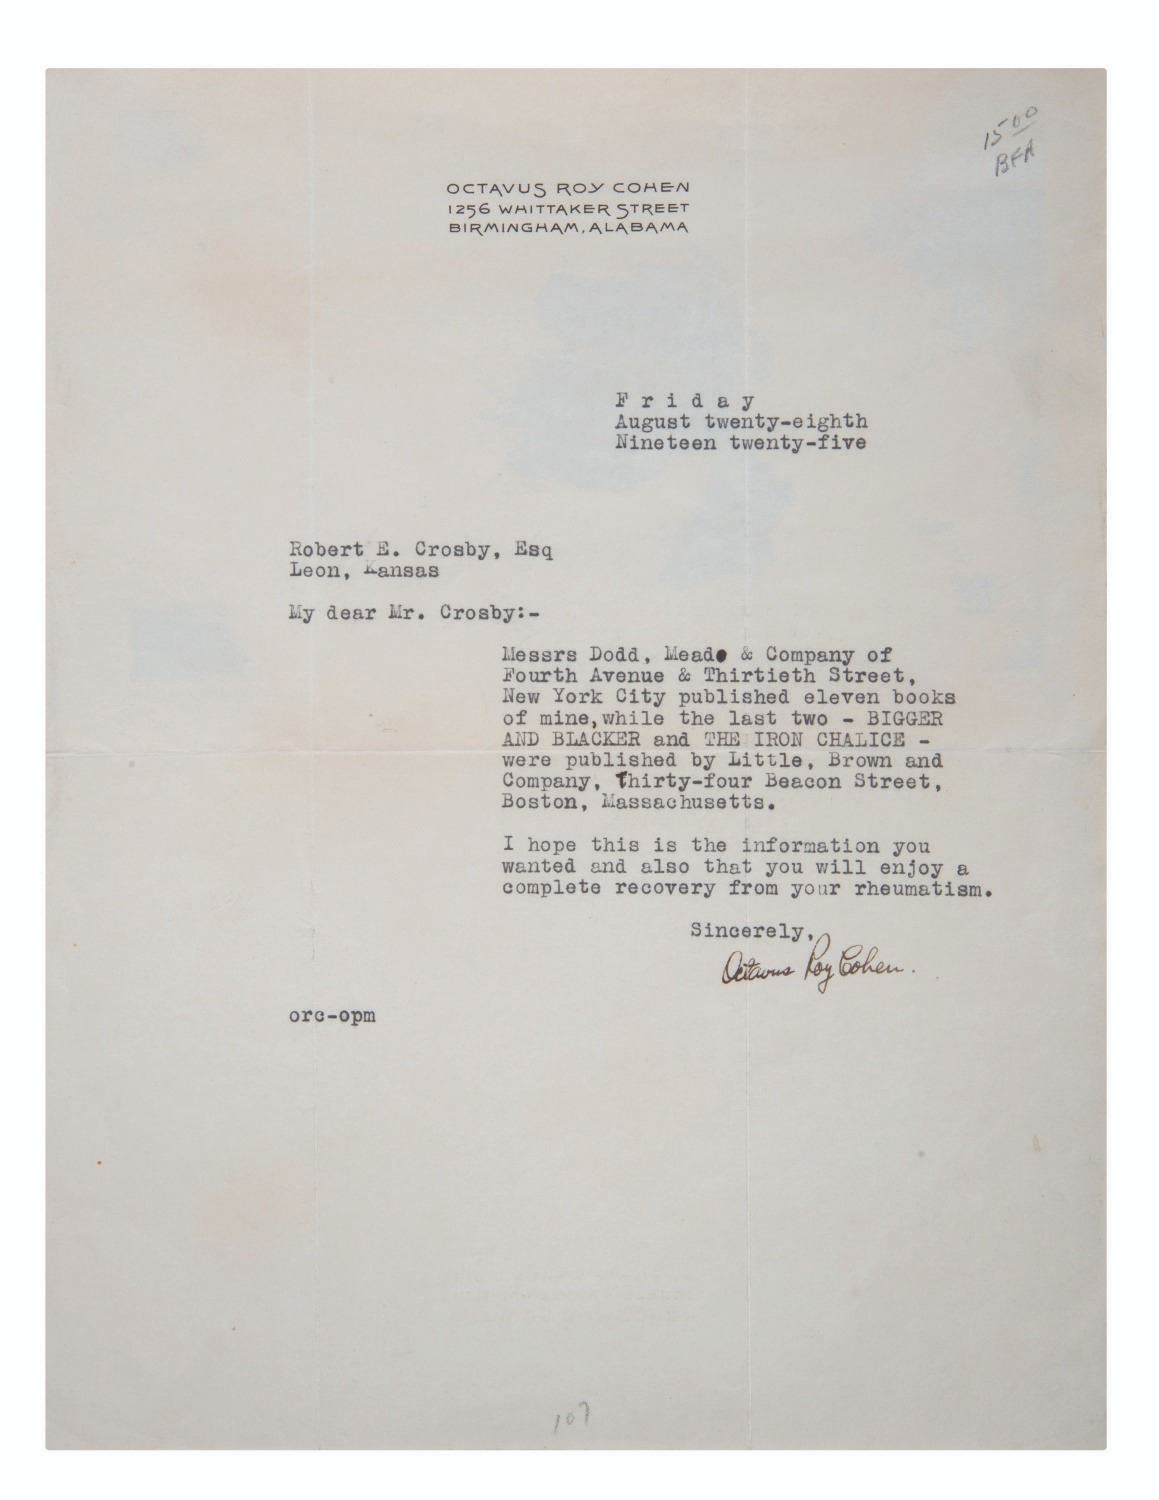 15 00
BFA
OCTAVUS ROY COHEN
1256 WHITTAKER STREET
BIRMINGHAM, ALABAMA
Friday
August twenty-eighth
Nineteen twenty-five
Robert E. Crosby, Esq
Leon, Kansas
My dear Mr. Crosby:-
Messrs Dodd, Meade & Company of
Fourth Avenue & Thirtieth Street,
New York City published eleven books
of mine,while the last two - BIGGER
AND BLACKER and THE IRON CHALICE -
were published by Little, Brown and
Company, Thirty-four Beacon Street,
Boston, Massachusetts.
I hope this is the information you
wanted and also that you will enjoy a
complete recovery from your rheumatism.
Sincerely,
Octavus Roy Cohen.
orc-opm
107